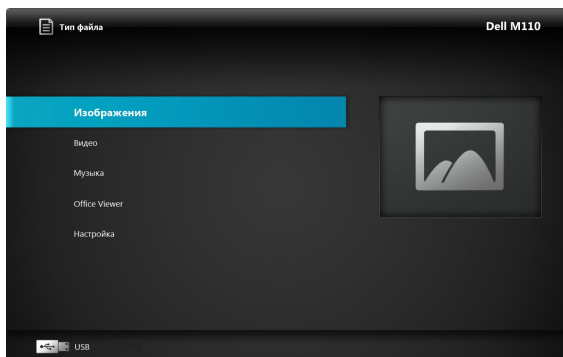 Тип файла
Dell M110
Изображения
Видео
Музыка
Office Viewer
Настройка
USB